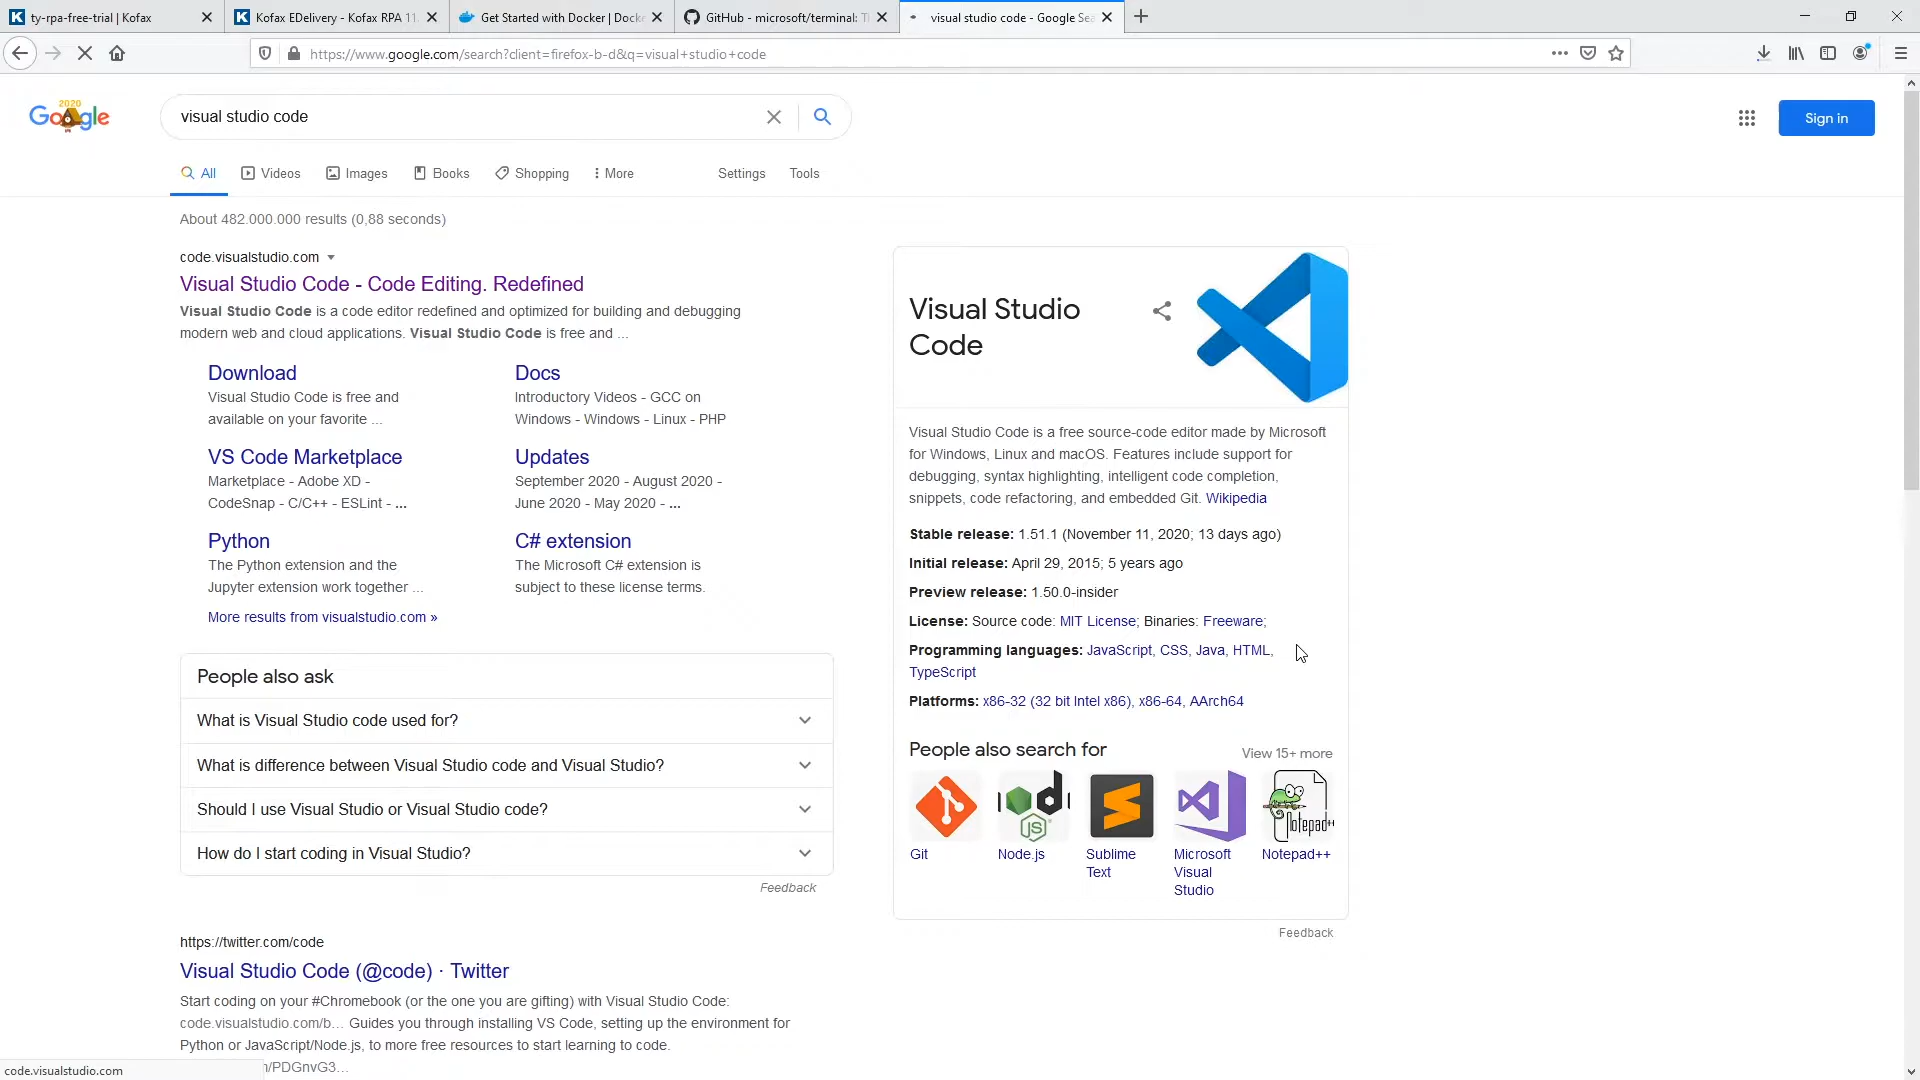 ty-rpa-free-trial | Kofax
Kofax EDelivery - Kofax RPA 11.
Get Started with Docker | Docke
GitHub - microsoft/terminal: T
visual studio code - Google Sea
https://www.google.com/search?client=firefox-b-d&q=visual+studio+code
2020
Google
visual studio code
Sign in
All
Videos
Images
Books
Shopping
More
Settings
Tools
About 482.000.000 results (0,88 seconds)
code.visualstudio.com
Visual Studio Code - Code Editing. Redefined
Visual Studio Code is a code editor redefined and optimized for building and debugging
modern web and cloud applications. Visual Studio Code is free and ...
Download
Visual Studio Code is free and
available on your favorite ...
Docs
Introductory Videos - GCC on
Windows - Windows - Linux - PHP
VS Code Marketplace
Marketplace - Adobe XD -
CodeSnap - C/C++ - ESLint - ...
Updates
September 2020 - August 2020 -
June 2020 - May 2020 - ...
Python
The Python extension and the
Jupyter extension work together ...
C# extension
The Microsoft C# extension is
subject to these license terms.
More results from visualstudio.com »
People also ask
What is Visual Studio code used for?
What is difference between Visual Studio code and Visual Studio?
Should I use Visual Studio or Visual Studio code?
How do I start coding in Visual Studio?
Feedback
https://twitter.com/code
Visual Studio Code (@code) · Twitter
Start coding on your #Chromebook (or the one you are gifting) with Visual Studio Code:
code.visualstudio.com/b... Guides you through installing VS Code, setting up the environment for
Python or JavaScript/Node.js, to more free resources to start learning to code.
n/PDGnvG3...
code.visualstudio.com
Visual Studio
Code
Visual Studio Code is a free source-code editor made by Microsoft
for Windows, Linux and macOS. Features include support for
debugging, syntax highlighting, intelligent code completion,
snippets, code refactoring, and embedded Git. Wikipedia
Stable release: 1.51.1 (November 11, 2020; 13 days ago)
Initial release: April 29, 2015; 5 years ago
Preview release: 1.50.0-insider
License: Source code: MIT License; Binaries: Freeware;
Programming languages: JavaScript, CSS, Java, HTML,
TypeScript
Platforms: x86-32 (32 bit Intel x86), x86-64, AArch64
People also search for
View 15+ more
JS
Notepad++
Git
Node.js
Sublime
Text
Microsoft
Visual
Studio
Notepad++
Feedback